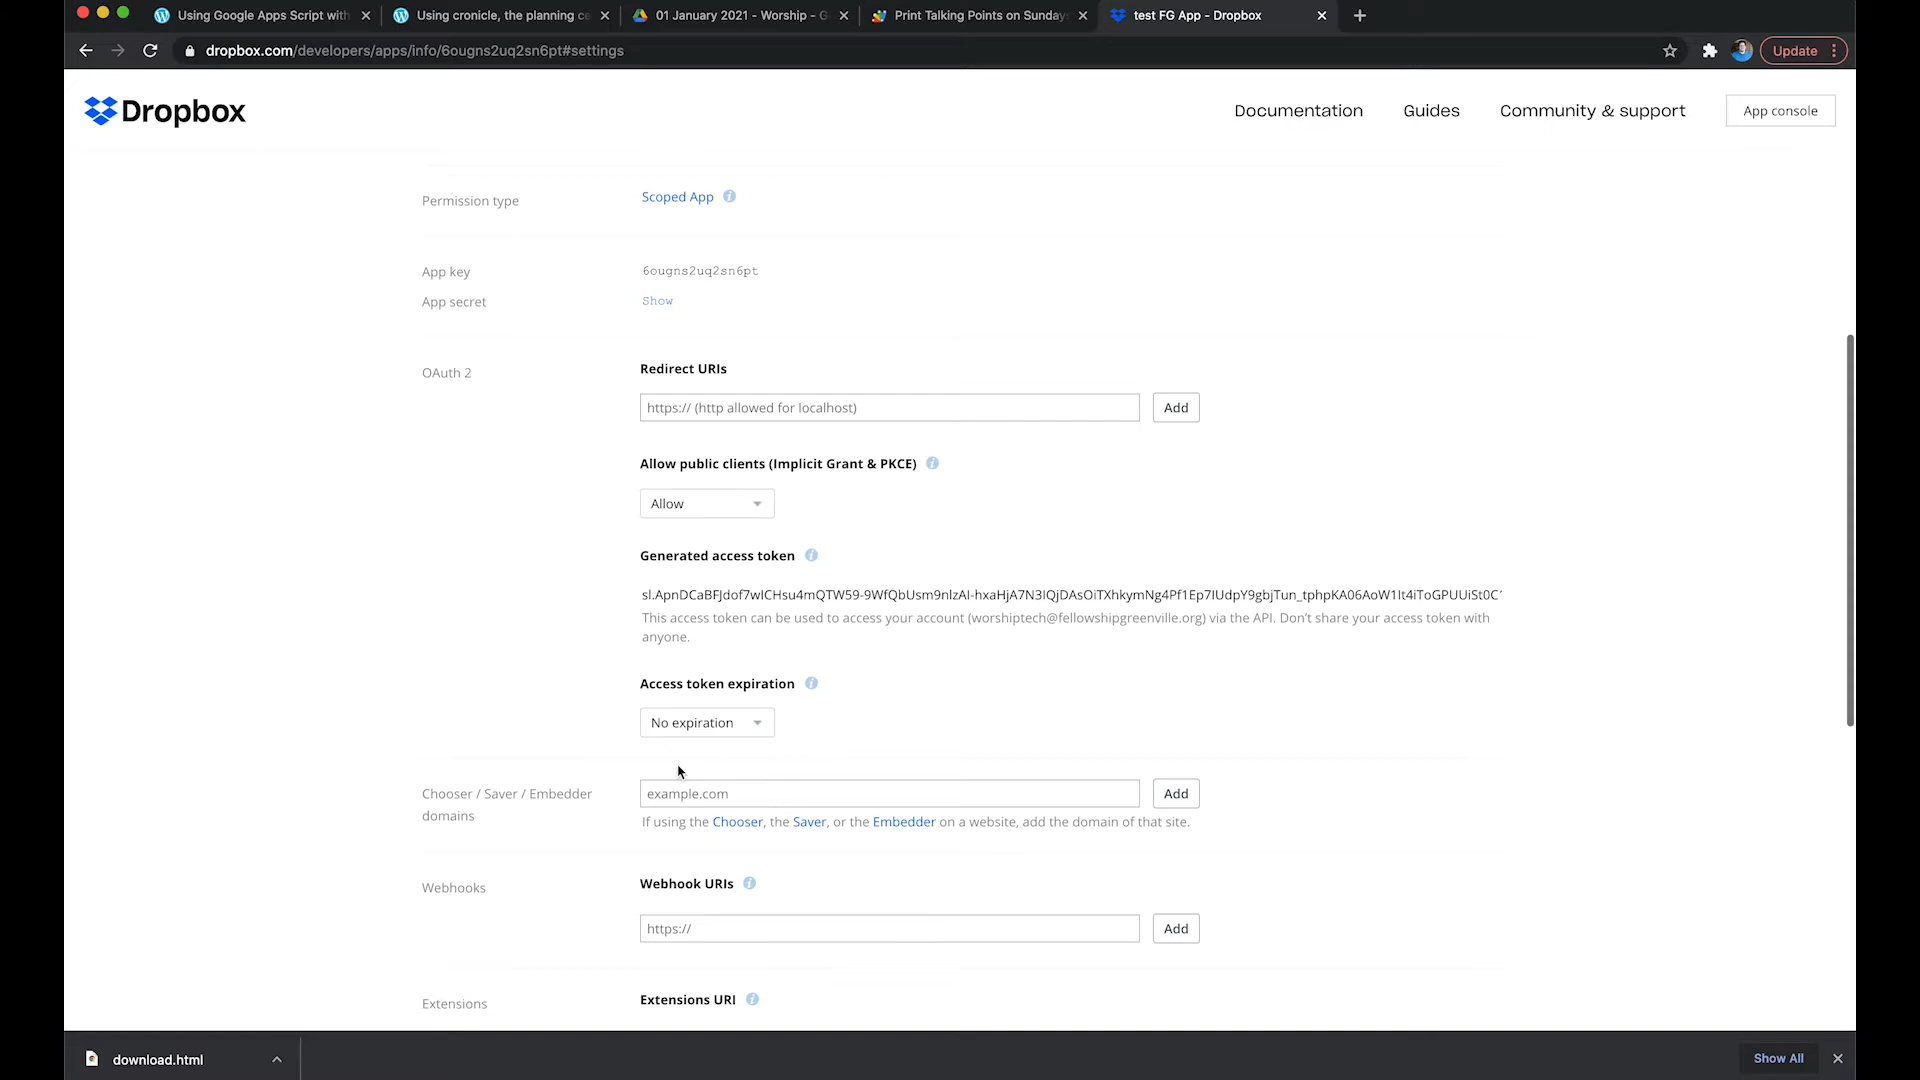 Using Google Apps Script with
Using cronicle, the planning ce
01 January 2021 - Worship - G
Print Talking Points on Sunday
test FG App - Dropbox
dropbox.com/developers/apps/info/6ougns2uq2sn6pt#settings
Update
Dropbox
Documentation
Guides
Community & support
App console
Permission type
Scoped App
App key
6ougns2uq2sn6pt
App secret
Show
OAuth 2
Redirect URIs
https:// (http allowed for localhost)
Add
Allow public clients (Implicit Grant & PKCE)
Allow
Generated access token
This access token can be used to access your account (worshiptech@fellowshipgreenville.org) via the API. Don't share your access token with
anyone.
Access token expiration
No expiration
Chooser / Saver / Embedder
domains
example.com
Add
If using the Chooser, the Saver, or the Embedder on a website, add the domain of that site.
Webhooks
Webhook URIs
https://
Add
Extensions
Extensions URI
download.html
Show All